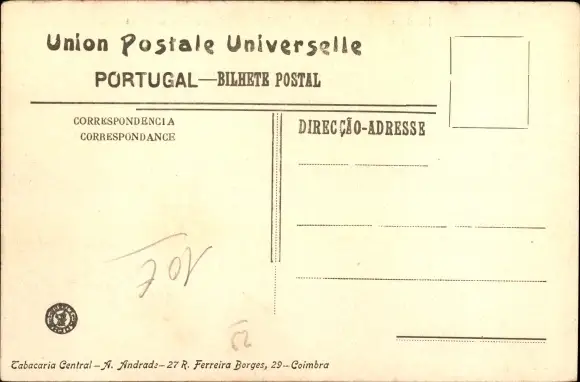 Union Postale Universelle
PORTUGAL—BILHETE POSTAL
CORRESPONDENCIA
CORRESPONDANCE
DIRECÇÃO-ADRESSE
Tabacaria Central – A. Andrade – 27 R. Ferreira Borges, 29 – Coimbra